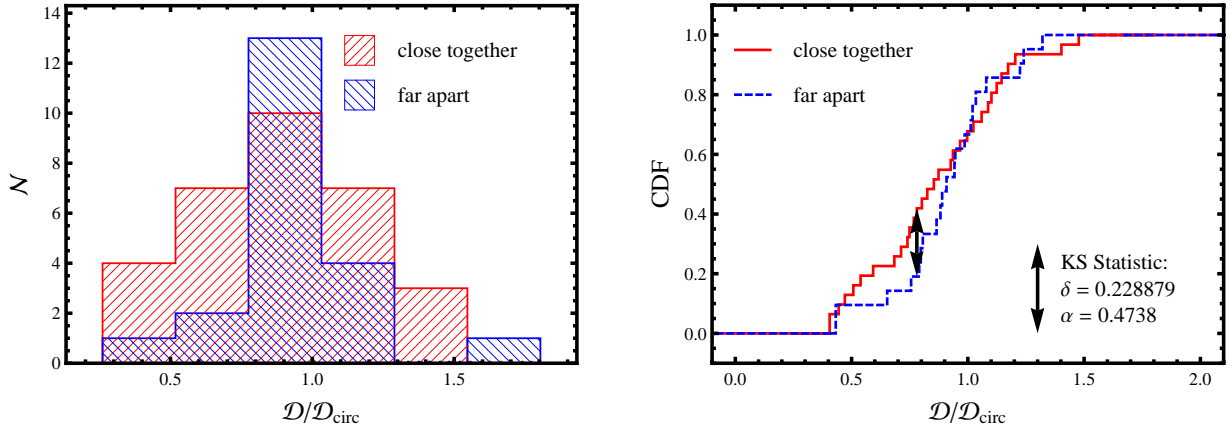 14
12
10
8
6
4
2
0
𝒩
close together
far apart
0.5
1.0
1.5
𝒟/𝒟circ
1.0
0.8
0.6
0.4
0.2
0.0
CDF
close together
far apart
KS Statistic:
δ = 0.228879
α = 0.4738
0.0
0.5
1.0
1.5
2.0
𝒟/𝒟circ